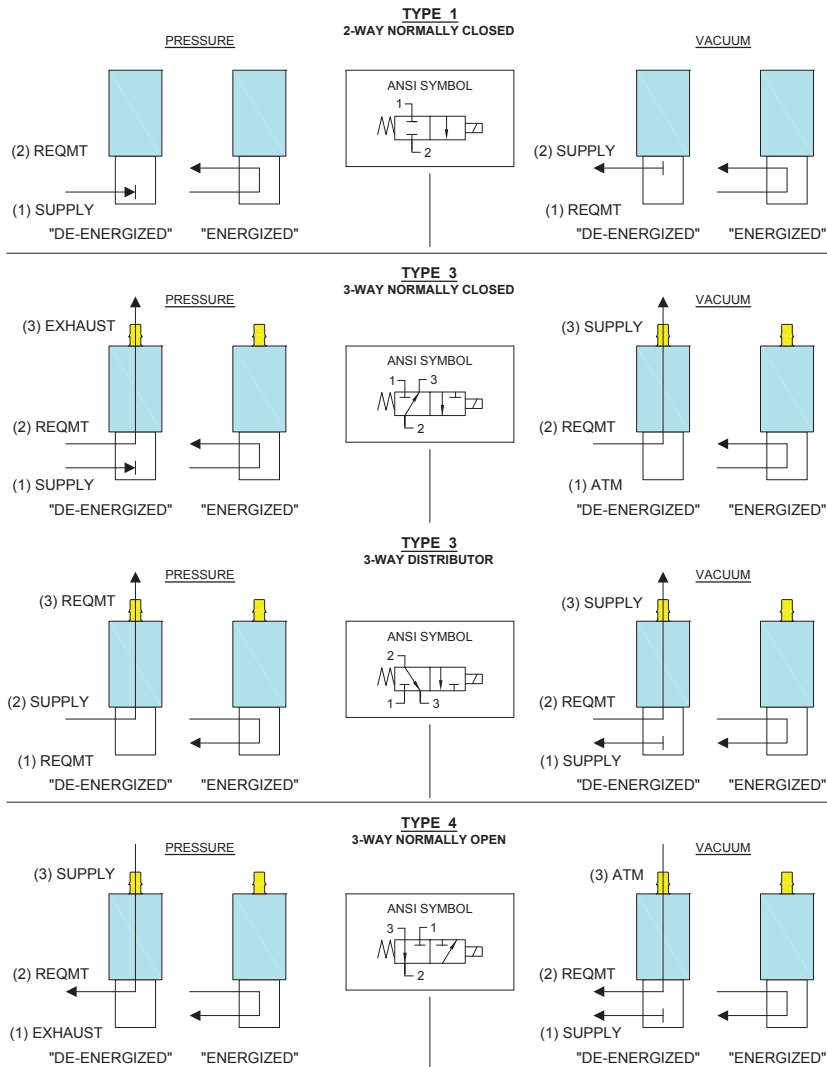 TYPE 1
2-WAY NORMALLY CLOSED
PRESSURE
VACUUM
ANSI SYMBOL
1
2
(2) REQMT
(1) SUPPLY
"DE-ENERGIZED" "ENERGIZED"
(2) SUPPLY
(1) REQMT
"DE-ENERGIZED" "ENERGIZED"
TYPE 3
3-WAY NORMALLY CLOSED
PRESSURE
VACUUM
(3) EXHAUST
(2) REQMT
(1) SUPPLY
"DE-ENERGIZED" "ENERGIZED"
ANSI SYMBOL
1 3
2
(3) SUPPLY
(2) REQMT
(1) ATM
"DE-ENERGIZED" "ENERGIZED"
TYPE 3
3-WAY DISTRIBUTOR
PRESSURE
VACUUM
(3) REQMT
(2) SUPPLY
(1) REQMT
"DE-ENERGIZED" "ENERGIZED"
ANSI SYMBOL
2
1 3
(3) SUPPLY
(2) REQMT
(1) SUPPLY
"DE-ENERGIZED" "ENERGIZED"
TYPE 4
3-WAY NORMALLY OPEN
PRESSURE
VACUUM
(3) SUPPLY
(2) REQMT
(1) EXHAUST
"DE-ENERGIZED" "ENERGIZED"
ANSI SYMBOL
3 1
2
(3) ATM
(2) REQMT
(1) SUPPLY
"DE-ENERGIZED" "ENERGIZED"